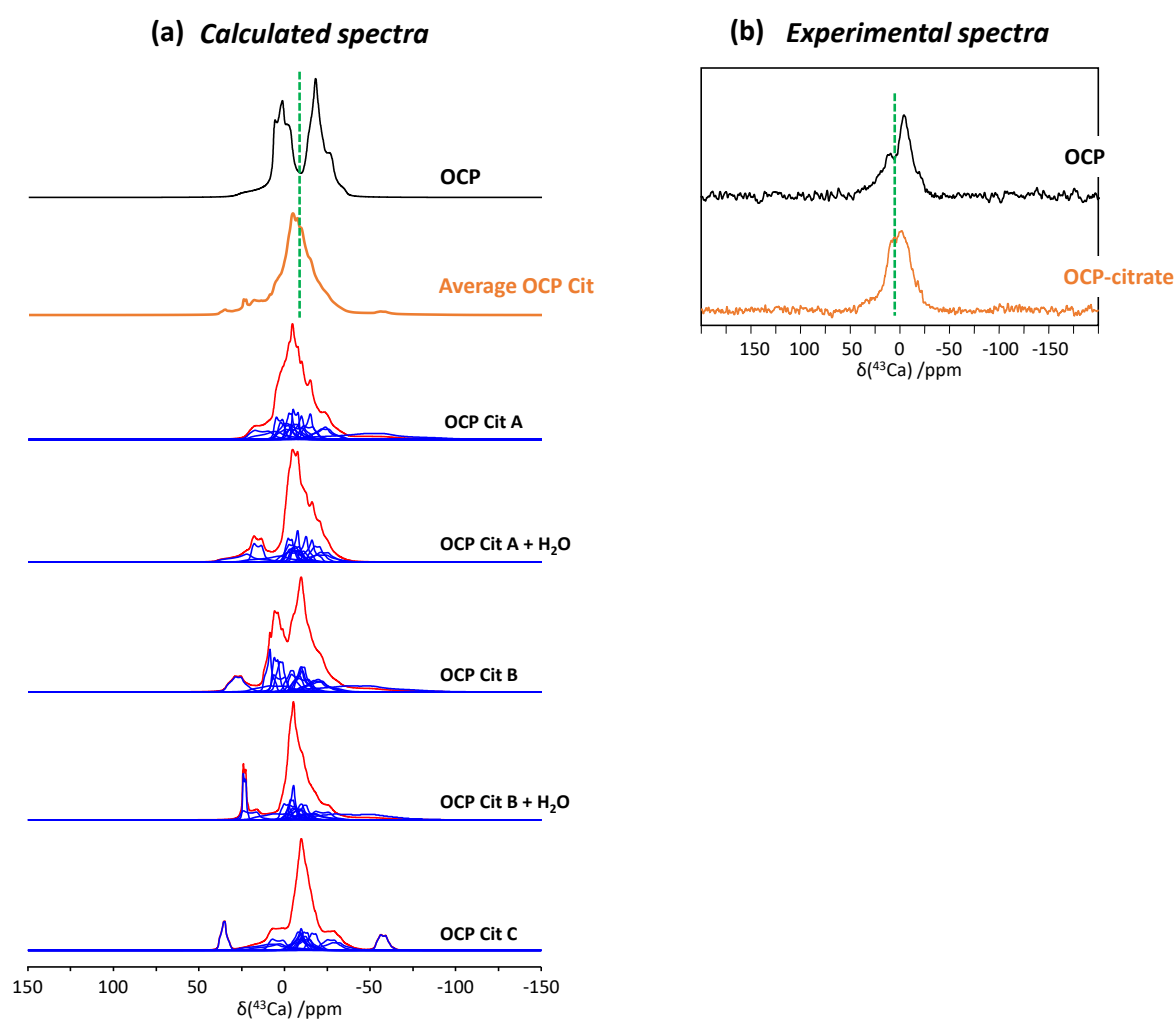 (a) Calculated spectra
OCP
Average OCP Cit
OCP Cit A
OCP Cit A + H₂O
OCP Cit B
OCP Cit B + H₂O
OCP Cit C
150 100 50 0 -50 -100 -150
δ(⁴³Ca) /ppm
(b) Experimental spectra
OCP
OCP-citrate
150 100 50 0 -50 -100 -150
δ(⁴³Ca) /ppm